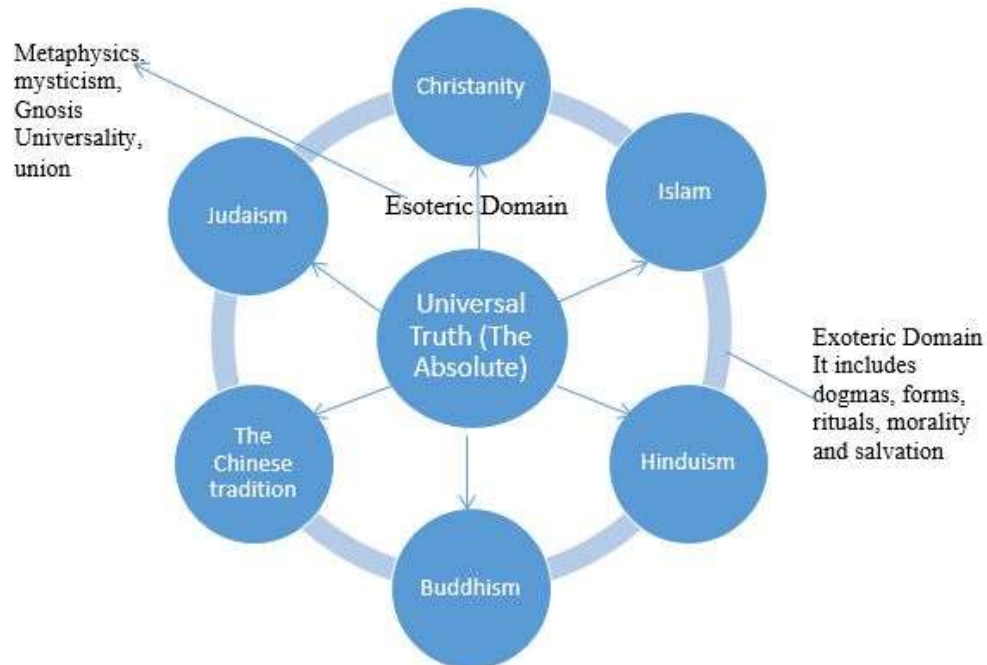 Metaphysics,
mysticism,
Gnosis
Universality,
union
Christanity
Judaism
Esoteric Domain
Islam
Universal
Truth (The
Absolute)
Exoteric Domain
It includes
dogmas, forms,
rituals, morality
and salvation
The
Chinese
tradition
Hinduism
Buddhism